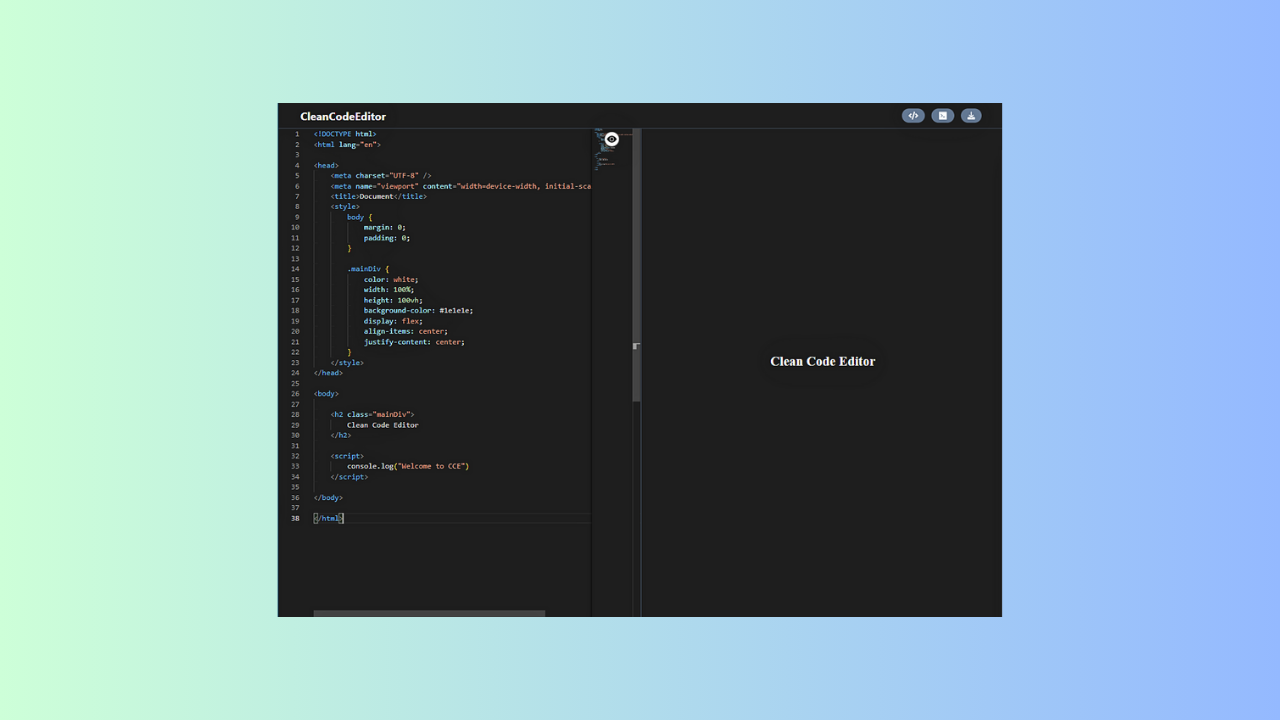 CleanCodeEditor
1 <!DOCTYPE html>
2 <html lang="en">
3
4 <head>
5 <meta charset="UTF-8" />
6 <meta name="viewport" content="width=device-width, initial-sca
7 <title>Document</title>
8 <style>
9 body {
10 margin: 0;
11 padding: 0;
12 }
13
14 .mainDiv {
15 color: white;
16 width: 100%;
17 height: 100vh;
18 background-color: #1e1e1e;
19 display: flex;
20 align-items: center;
21 justify-content: center;
22 }
23 </style>
24 </head>
25
26 <body>
27
28 <h2 class="mainDiv">
29 Clean Code Editor
30 </h2>
31
32 <script>
33 console.log("Welcome to CCE")
34 </script>
35
36 </body>
37
38 </html>
Clean Code Editor